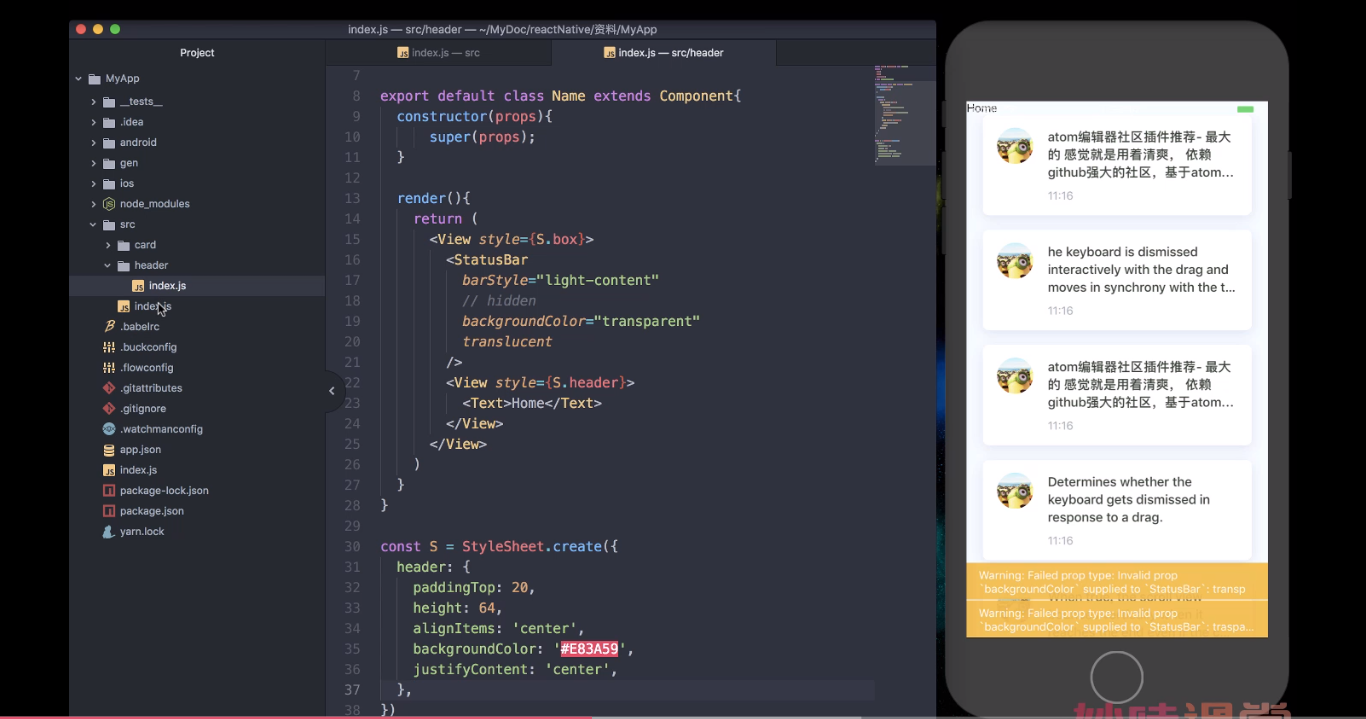 index.js — src/header — ~/MyDoc/reactNative/资料/MyApp
Project
index.js — src
index.js — src/header
MyApp
__tests__
.idea
android
gen
ios
node_modules
src
card
header
index.js
index.js
.babelrc
.buckconfig
.flowconfig
.gitattributes
.gitignore
.watchmanconfig
app.json
index.js
package-lock.json
package.json
yarn.lock
7
8 export default class Name extends Component{
9 constructor(props){
10 super(props);
11 }
12
13 render(){
14 return (
15 <View style={S.box}>
16 <StatusBar
17 barStyle="light-content"
18 // hidden
19 backgroundColor="transparent"
20 translucent
21 />
22 <View style={S.header}>
23 <Text>Home</Text>
24 </View>
25 </View>
26 )
27 }
28 }
29
30 const S = StyleSheet.create({
31 header: {
32 paddingTop: 20,
33 height: 64,
34 alignItems: 'center',
35 backgroundColor: '#E83A59',
36 justifyContent: 'center',
37 },
38 })
Home
atom编辑器社区插件推荐- 最大
的 感觉就是用着清爽， 依赖
github强大的社区，基于atom...
11:16
he keyboard is dismissed
interactively with the drag and
moves in synchrony with the t...
11:16
atom编辑器社区插件推荐- 最大
的 感觉就是用着清爽， 依赖
github强大的社区，基于atom...
11:16
Determines whether the
keyboard gets dismissed in
response to a drag.
11:16
Warning: Failed prop type: Invalid prop
`backgroundColor` supplied to `StatusBar`: transp
Warning: Failed prop type: Invalid prop
`backgroundColor` supplied to `StatusBar`: traspa...